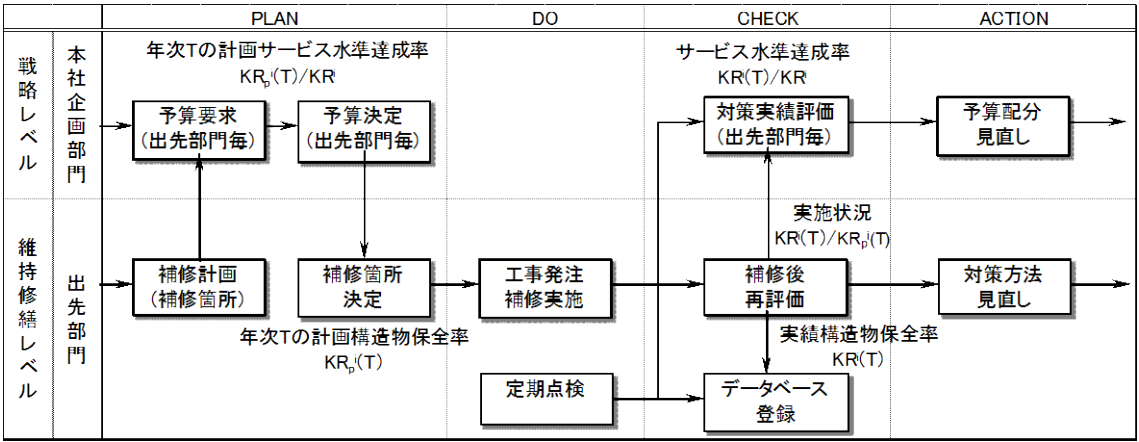 PLAN
DO
CHECK
ACTION
戦略レベル
本社企画部門
年次Tの計画サービス水準達成率
KRpⁱ(T)/KRⁱ
予算要求
(出先部門毎)
予算決定
(出先部門毎)
サービス水準達成率
KRⁱ(T)/KRⁱ
対策実績評価
(出先部門毎)
予算配分
見直し
維持修繕レベル
出先部門
補修計画
(補修箇所)
補修箇所
決定
年次Tの計画構造物保全率
KRpⁱ(T)
工事発注
補修実施
実施状況
KRⁱ(T)/KRpⁱ(T)
補修後
再評価
対策方法
見直し
実績構造物保全率
KRⁱ(T)
定期点検
データベース
登録